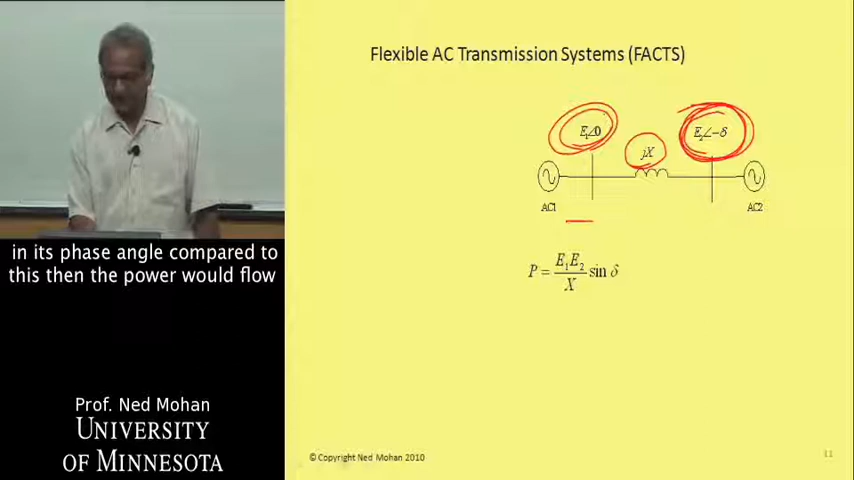 Flexible AC Transmission Systems (FACTS)
E₁∠0
jX
E₂∠−δ
AC1
AC2
P = E₁E₂/X sin δ
in its phase angle compared to
this then the power would flow
Prof. Ned Mohan
UNIVERSITY
OF MINNESOTA
© Copyright Ned Mohan 2010
11